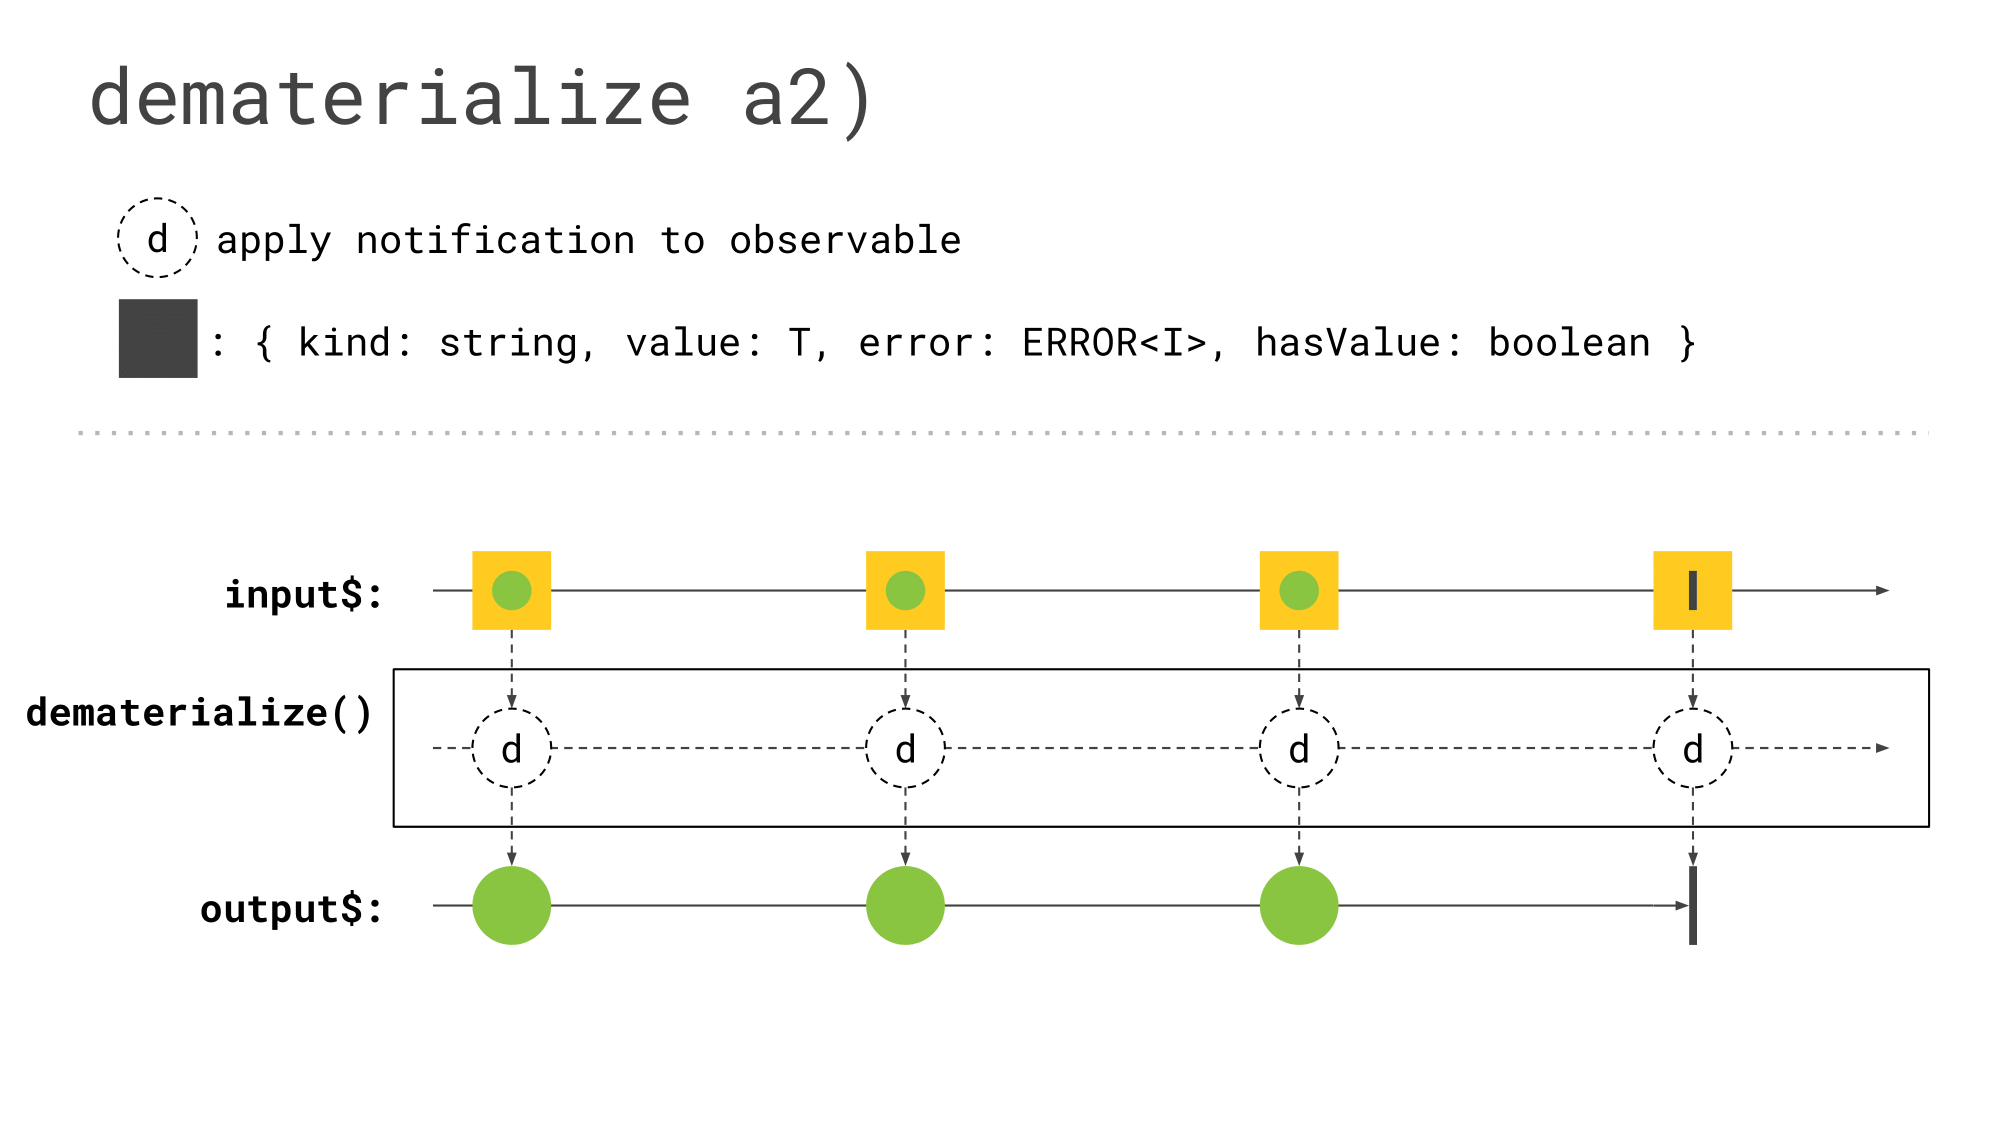 dematerialize a2)
d apply notification to observable
: { kind: string, value: T, error: ERROR<I>, hasValue: boolean }
input$:
dematerialize()
d d d d
output$: